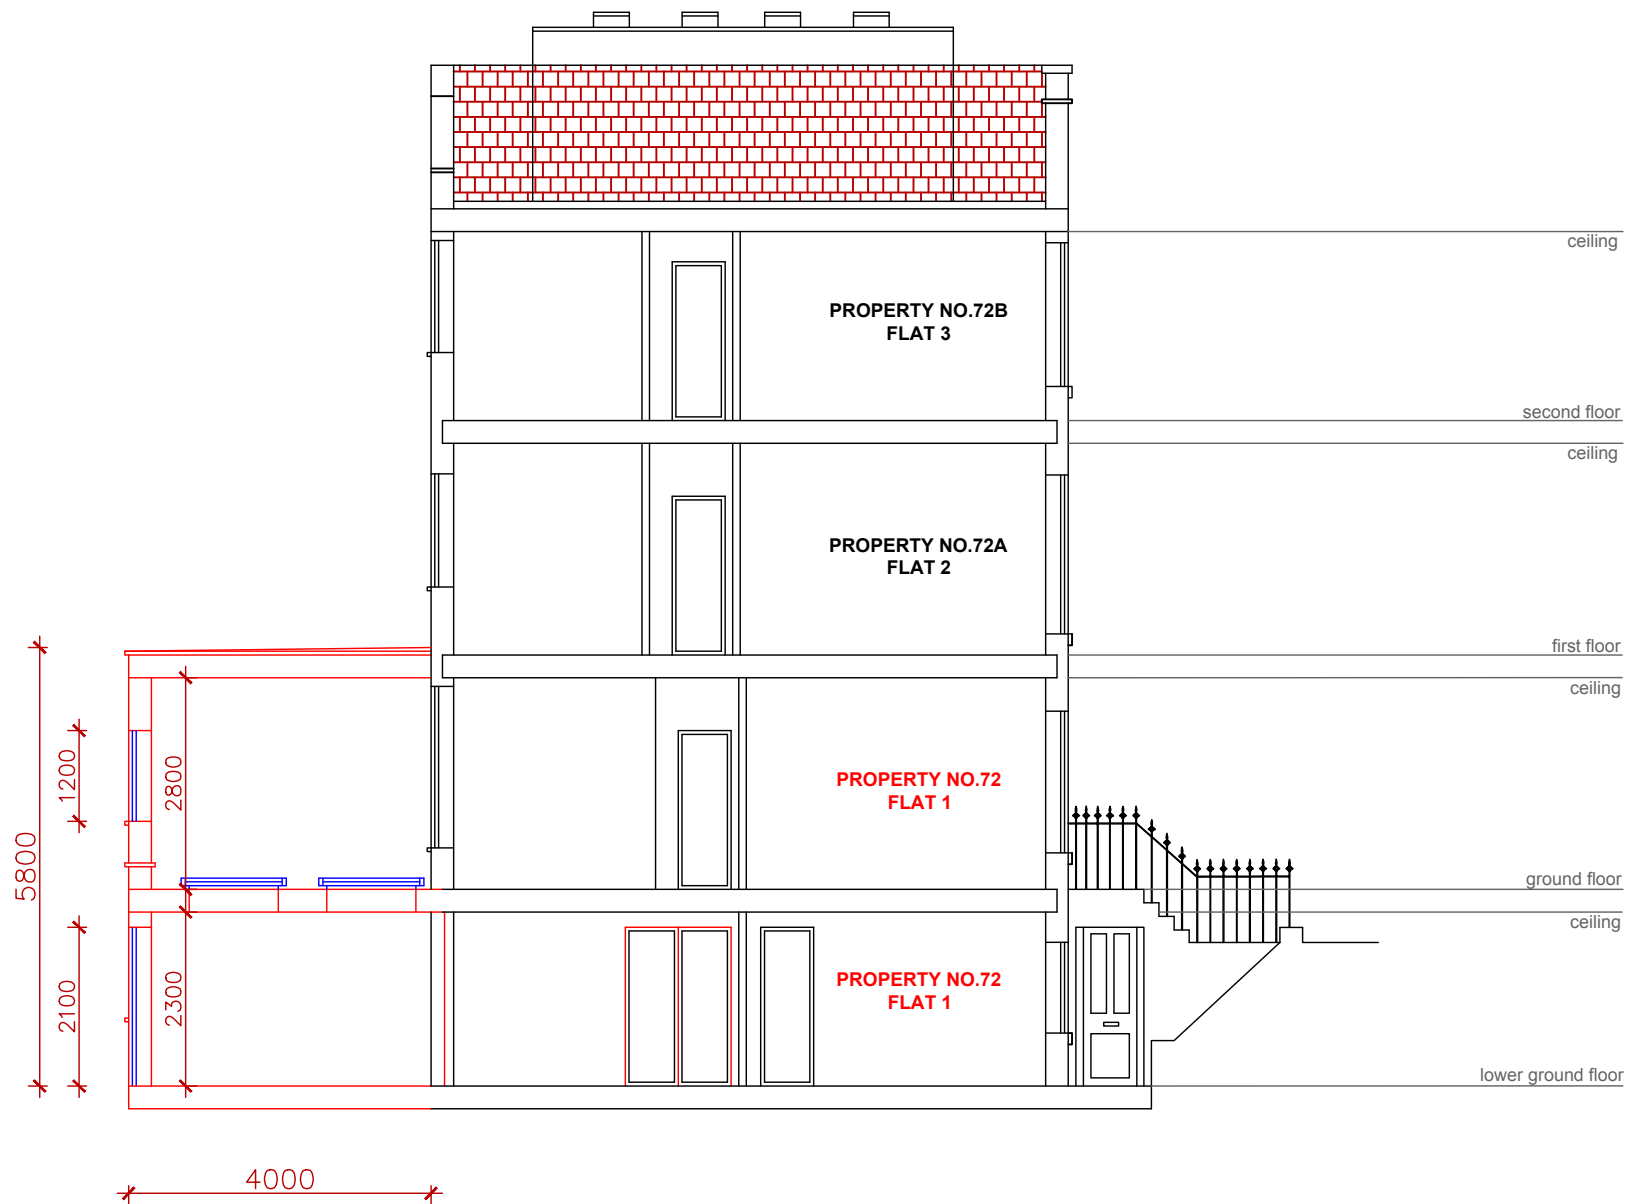 ceiling
PROPERTY NO.72B
FLAT 3
second floor
ceiling
PROPERTY NO.72A
FLAT 2
first floor
ceiling
1200
2800
PROPERTY NO.72
FLAT 1
5800
ground floor
ceiling
2100
2300
PROPERTY NO.72
FLAT 1
lower ground floor
4000